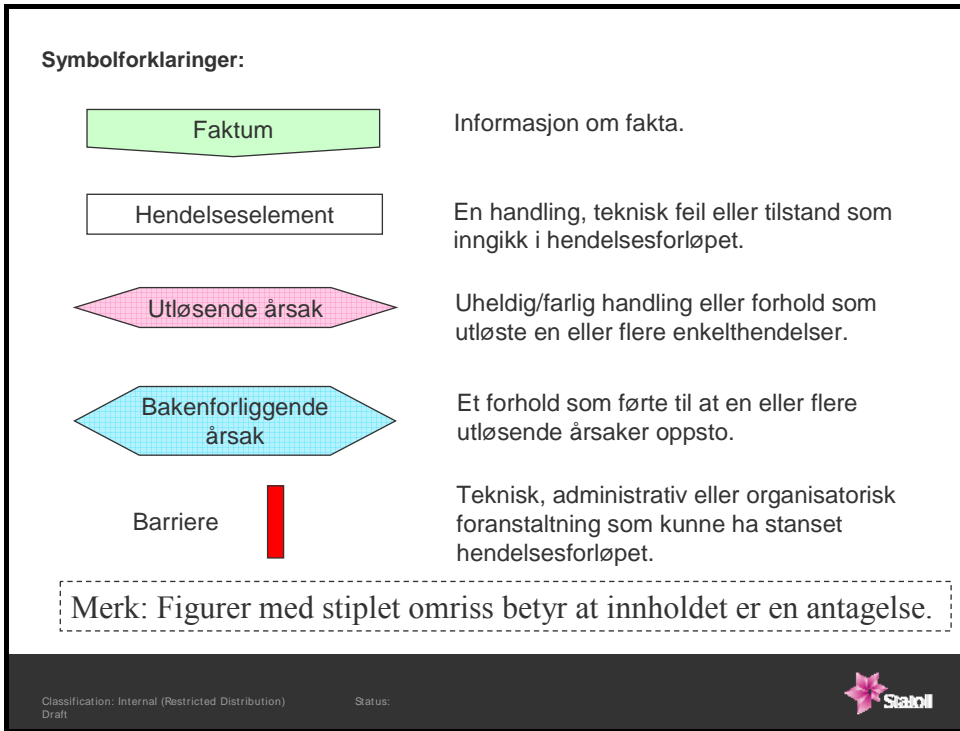 Symbolforklaringer:
Faktum
Informasjon om fakta.
Hendelseselement
En handling, teknisk feil eller tilstand som
inngikk i hendelsesforløpet.
Utløsende årsak
Uheldig/farlig handling eller forhold som
utløste en eller flere enkelthendelser.
Bakenforliggende
årsak
Et forhold som førte til at en eller flere
utløsende årsaker oppsto.
Barriere
Teknisk, administrativ eller organisatorisk
foranstaltning som kunne ha stanset
hendelsesforløpet.
Merk: Figurer med stiplet omriss betyr at innholdet er en antagelse.
Classification: Internal (Restricted Distribution) Status:
Draft
Statoil